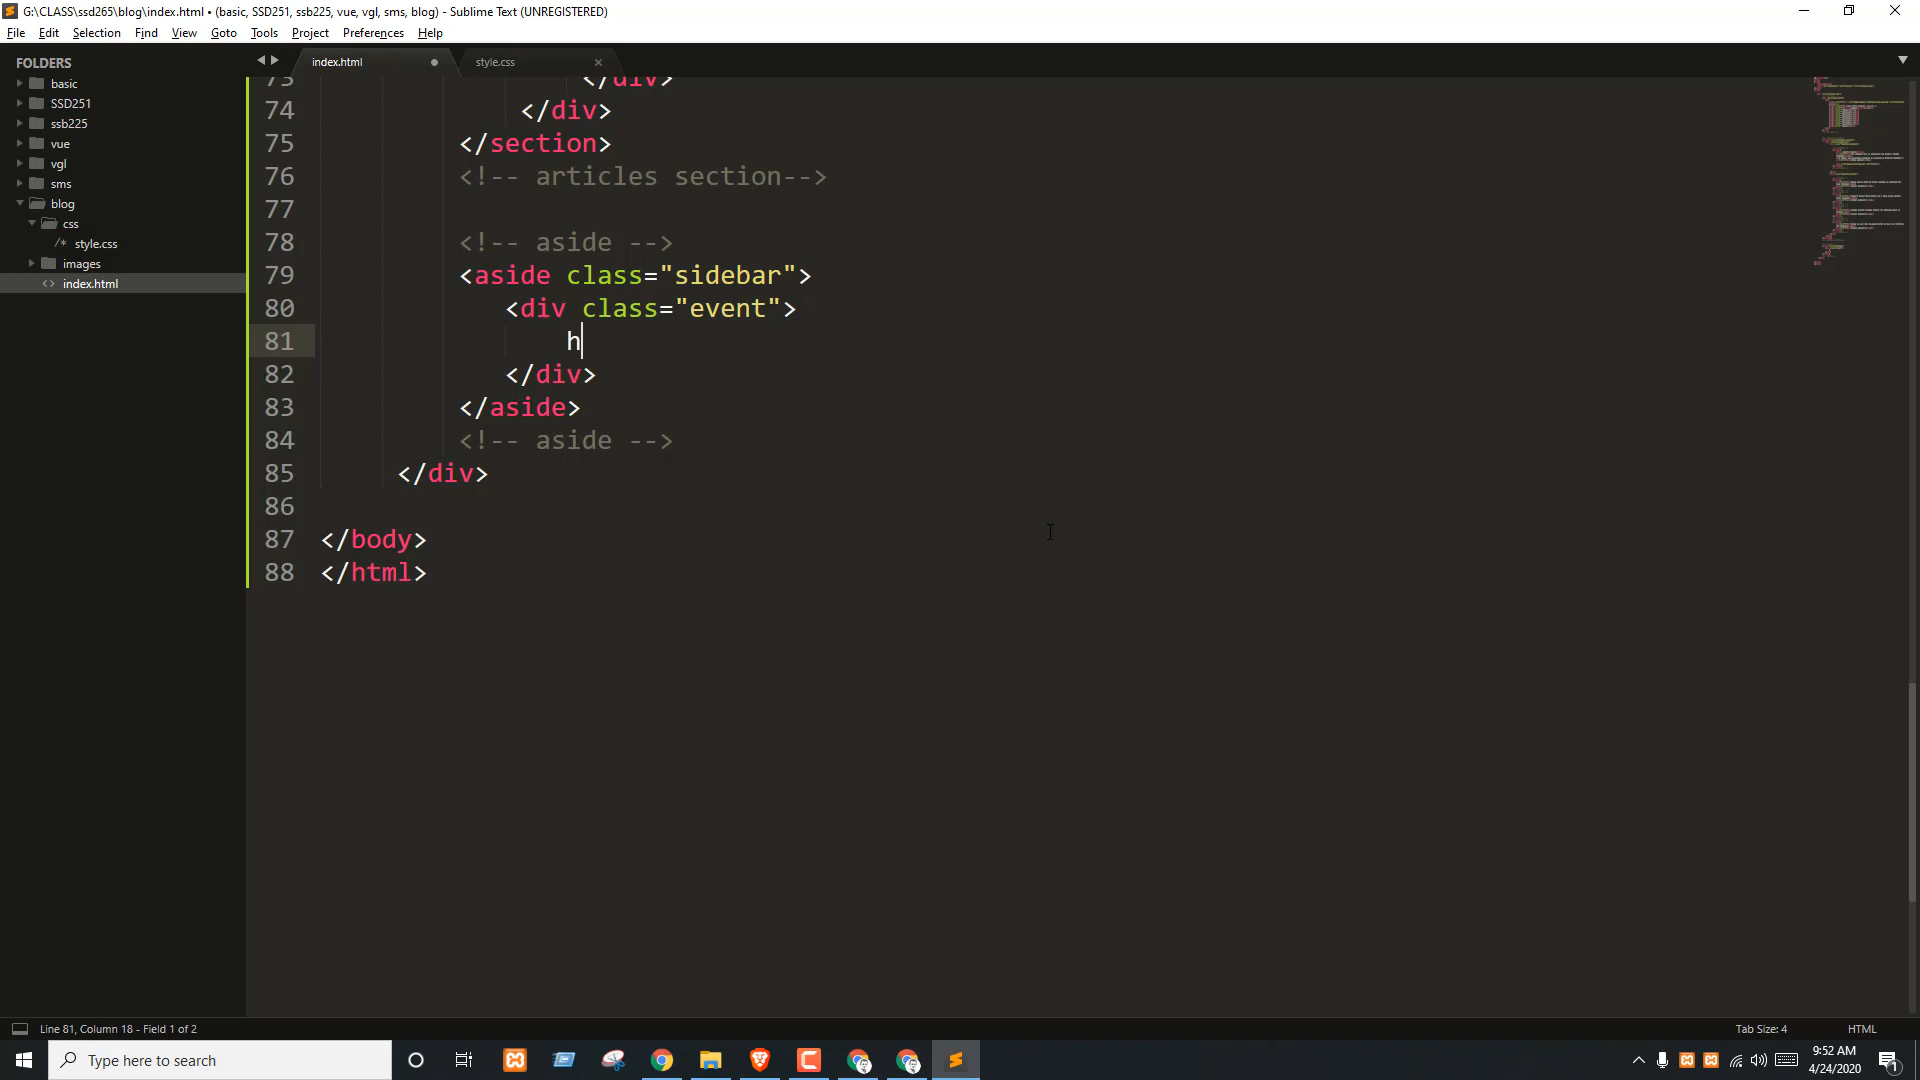 G:\CLASS\ssd265\blog\index.html • (basic, SSD251, ssb225, vue, vgl, sms, blog) - Sublime Text (UNREGISTERED)
File Edit Selection Find View Goto Tools Project Preferences Help
FOLDERS
basic
SSD251
ssb225
vue
vgl
sms
blog
css
/* style.css
images
<> index.html
index.html
style.css
73 </div>
74 </div>
75 </section>
76 <!-- articles section-->
77
78 <!-- aside -->
79 <aside class="sidebar">
80 <div class="event">
81 h
82 </div>
83 </aside>
84 <!-- aside -->
85 </div>
86
87 </body>
88 </html>
Line 81, Column 18 - Field 1 of 2
Tab Size: 4
HTML
Type here to search
9:52 AM
4/24/2020
1